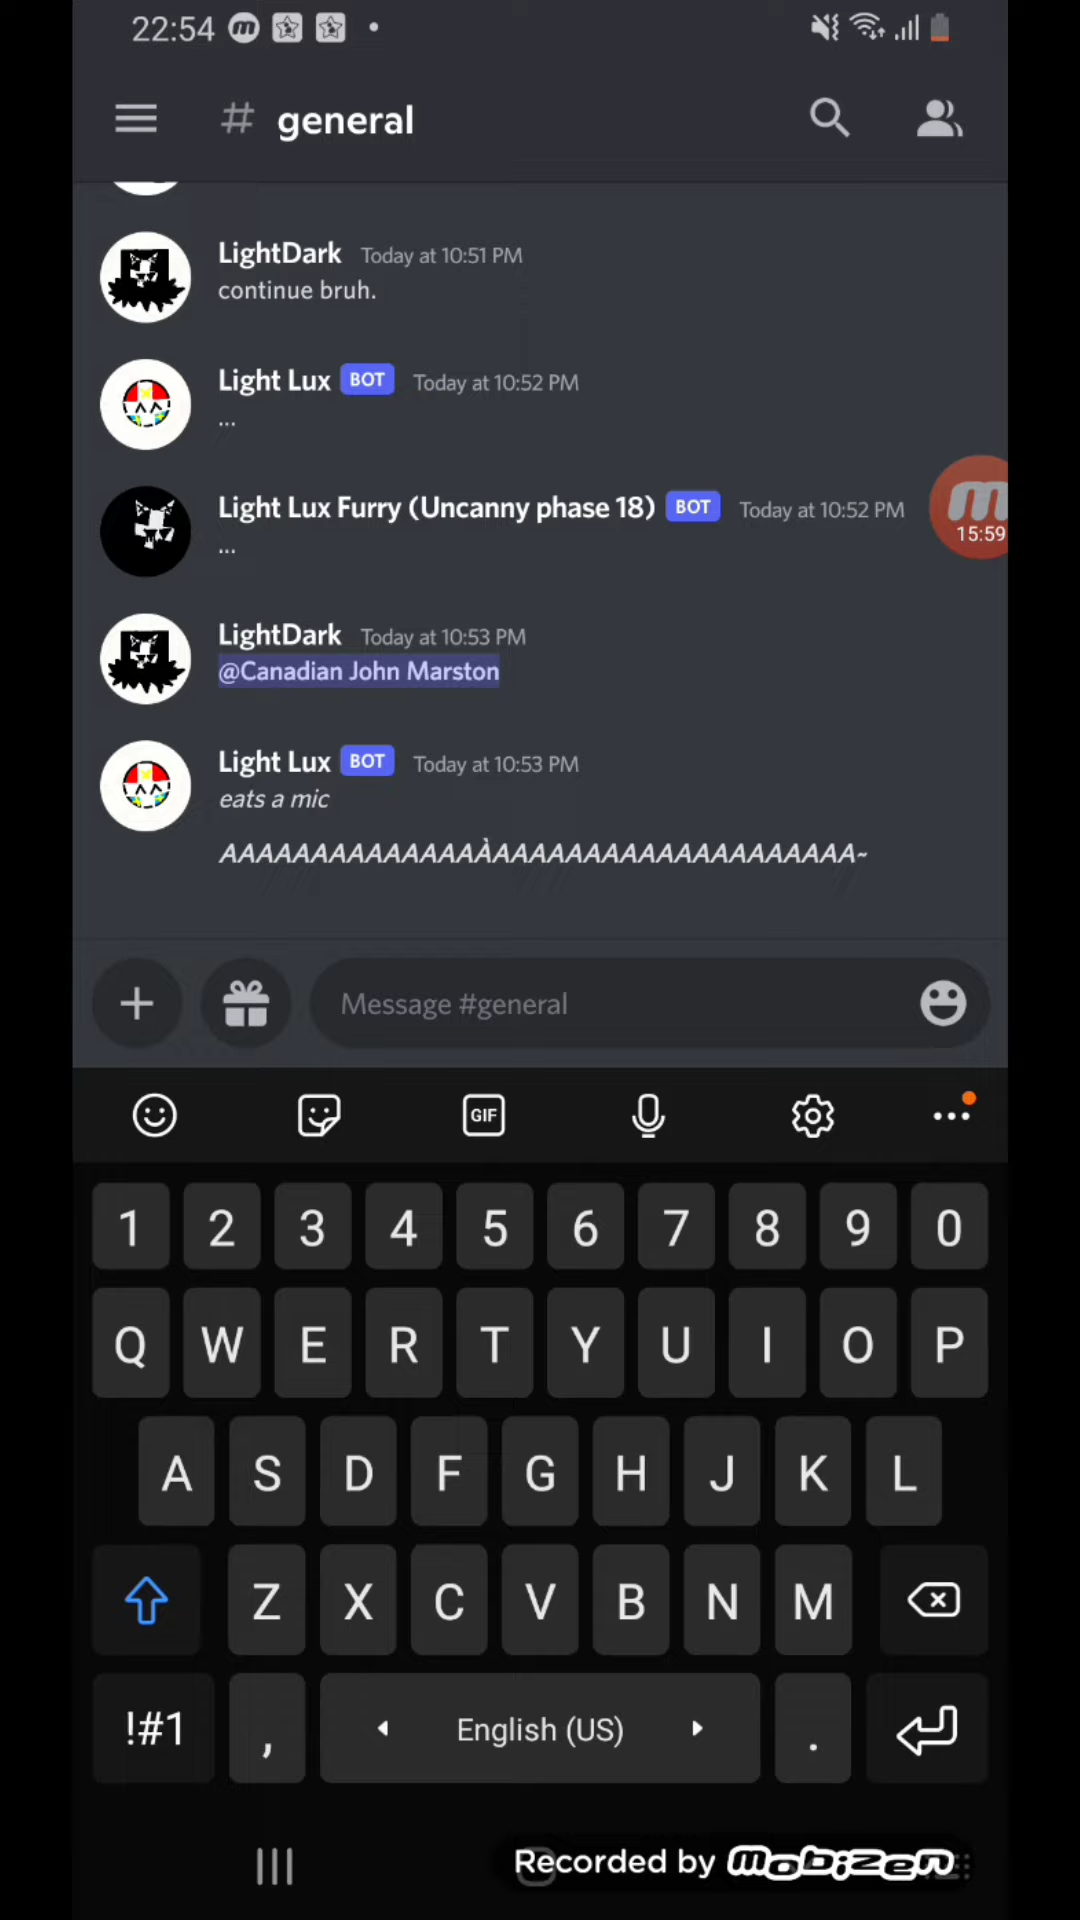 22:54
# general
LightDark Today at 10:51 PM
continue bruh.
Light Lux BOT Today at 10:52 PM
...
Light Lux Furry (Uncanny phase 18) BOT Today at 10:52 PM
...
15:59
LightDark Today at 10:53 PM
@Canadian John Marston
Light Lux BOT Today at 10:53 PM
eats a mic
AAAAAAAAAAAAAAÀAAAAAAAAAAAAAAAAAAAA~
Message #general
GIF
1 2 3 4 5 6 7 8 9 0
Q W E R T Y U I O P
A S D F G H J K L
Z X C V B N M
!#1 , English (US) .
Recorded by mobizen